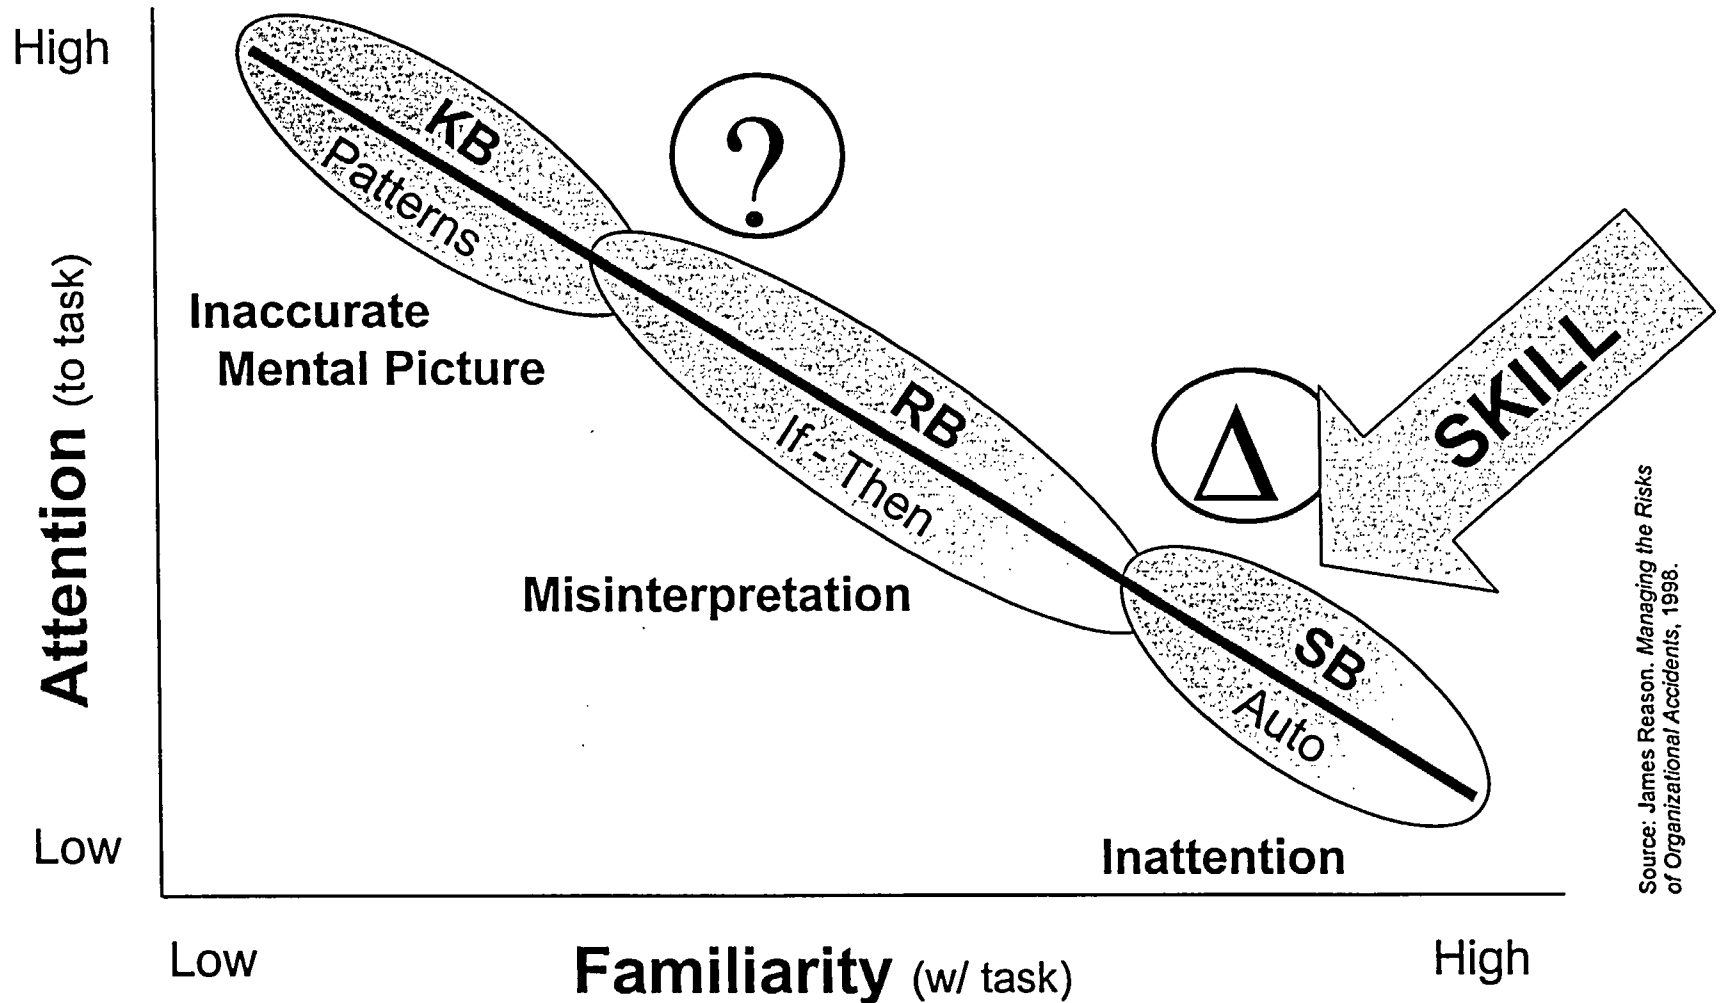 High
KB
Patterns
?
Inaccurate
Mental Picture
RB
If - Then
Δ
SKILL
Misinterpretation
SB
Auto
Inattention
Attention (to task)
Low
Low
Familiarity (w/ task)
High
Source: James Reason. Managing the Risks
of Organizational Accidents, 1998.